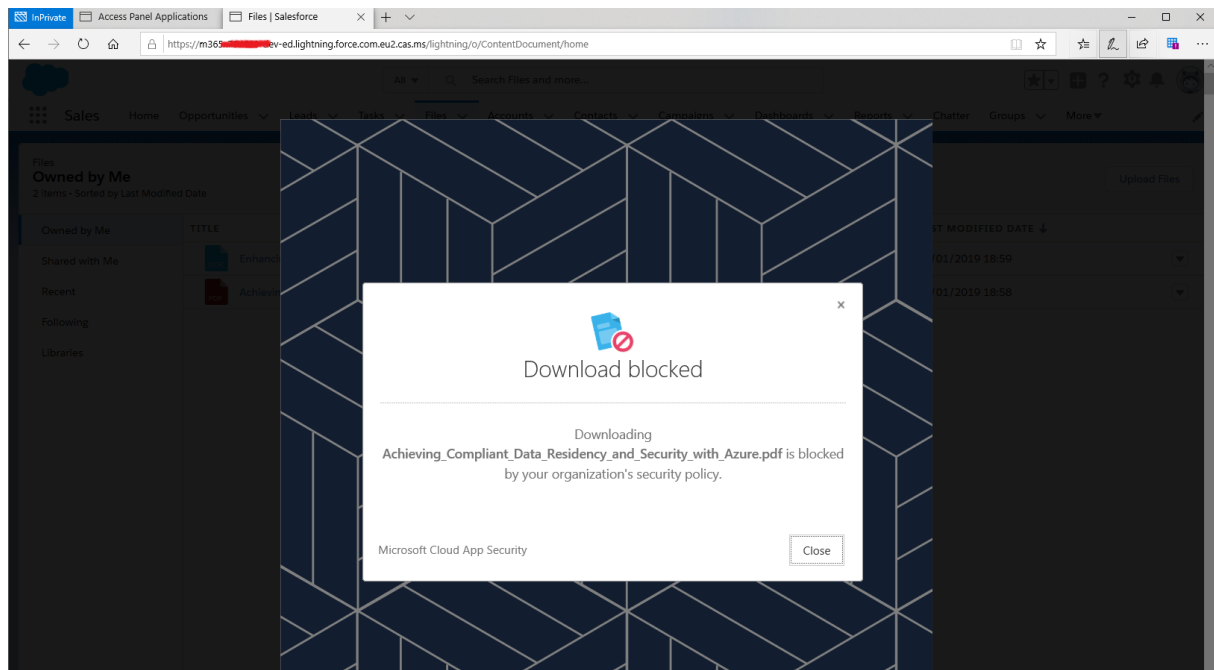 InPrivate Access Panel Applications Files | Salesforce
https://m365 ev-ed.lightning.force.com.eu2.cas.ms/lightning/o/ContentDocument/home
All Search Files and more...
Sales Home Opportunities Leads Tasks Files Accounts Contacts Campaigns Dashboards Reports Chatter Groups More
Files
Owned by Me
2 Items - Sorted by Last Modified Date
Upload Files
Owned by Me
TITLE
ST MODIFIED DATE
Shared with Me
Enhanci
/01/2019 18:59
Recent
Achievin
/01/2019 18:58
Following
Libraries
Download blocked
Downloading
Achieving_Compliant_Data_Residency_and_Security_with_Azure.pdf is blocked
by your organization's security policy.
Microsoft Cloud App Security
Close